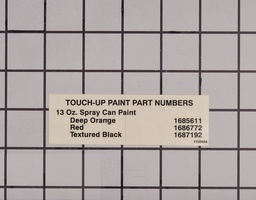 TOUCH-UP PAINT PART NUMBERS
13 Oz. Spray Can Paint
Deep Orange 1685611
Red 1686772
Textured Black 1687192